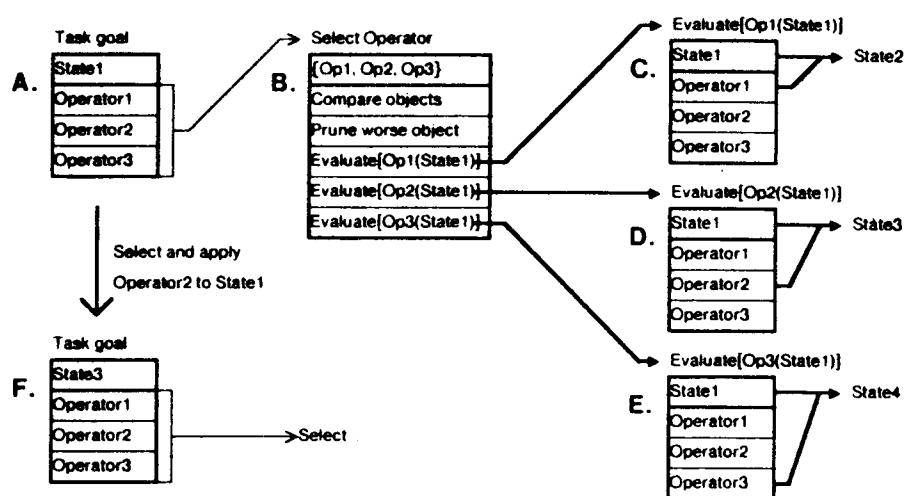 Task goal
A.
State1
Operator1
Operator2
Operator3
Select Operator
B.
{Op1, Op2, Op3}
Compare objects
Prune worse object
Evaluate[Op1(State1)]
Evaluate[Op2(State1)]
Evaluate[Op3(State1)]
Evaluate[Op1(State1)]
C.
State1
Operator1
Operator2
Operator3
State2
Evaluate[Op2(State1)]
D.
State1
Operator1
Operator2
Operator3
State3
Evaluate[Op3(State1)]
E.
State1
Operator1
Operator2
Operator3
State4
Select and apply
Operator2 to State1
Task goal
F.
State3
Operator1
Operator2
Operator3
Select